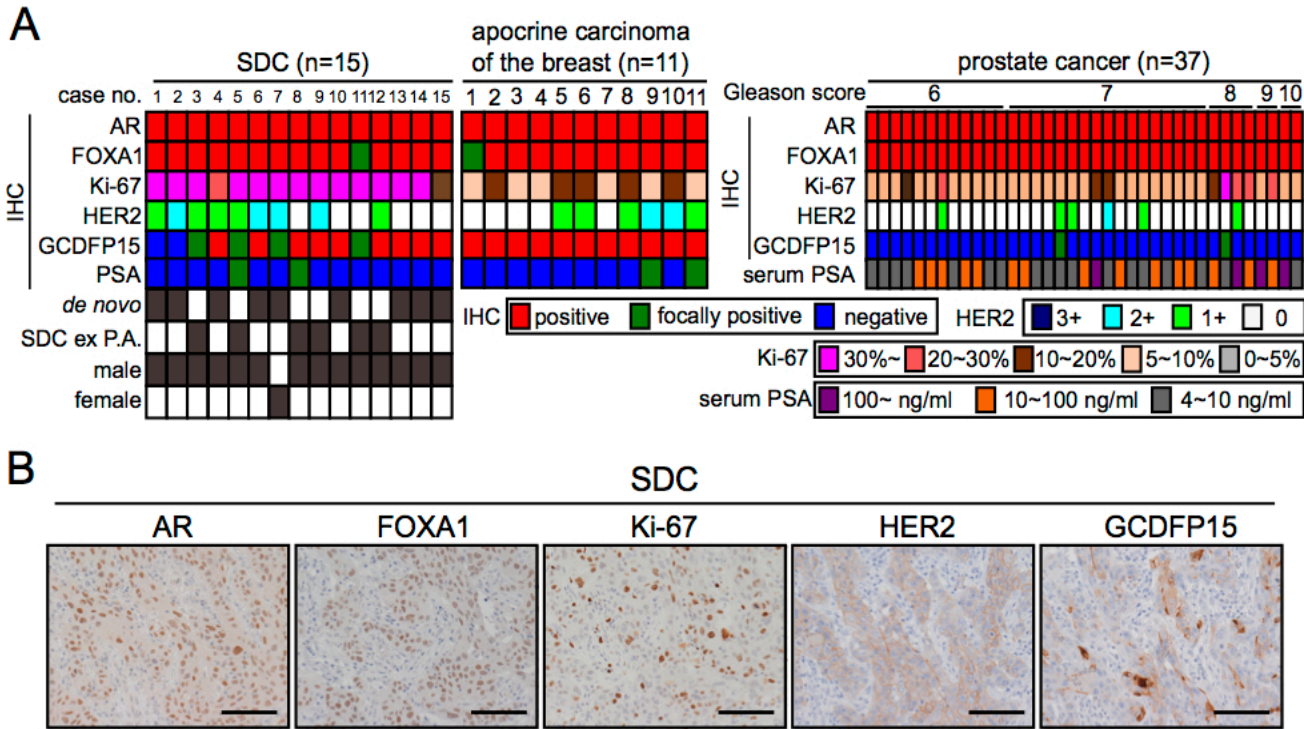 A
SDC (n=15)
apocrine carcinoma
of the breast (n=11)
prostate cancer (n=37)
case no. 1 2 3 4 5 6 7 8 9 10 11 12 13 14 15
1 2 3 4 5 6 7 8 9 10 11
Gleason score 6 7 8 9 10
IHC
AR
FOXA1
Ki-67
HER2
GCDFP15
PSA
de novo
SDC ex P.A.
male
female
IHC
AR
FOXA1
Ki-67
HER2
GCDFP15
serum PSA
IHC positive focally positive negative
HER2 3+ 2+ 1+ 0
Ki-67 30%~ 20~30% 10~20% 5~10% 0~5%
serum PSA 100~ ng/ml 10~100 ng/ml 4~10 ng/ml
B
SDC
AR FOXA1 Ki-67 HER2 GCDFP15